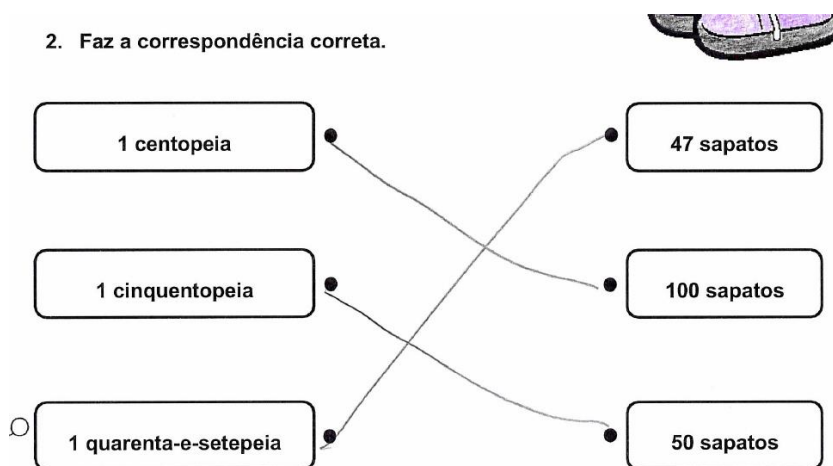 2. Faz a correspondência correta.
1 centopeia
47 sapatos
1 cinquentopeia
100 sapatos
1 quarenta-e-setepeia
50 sapatos